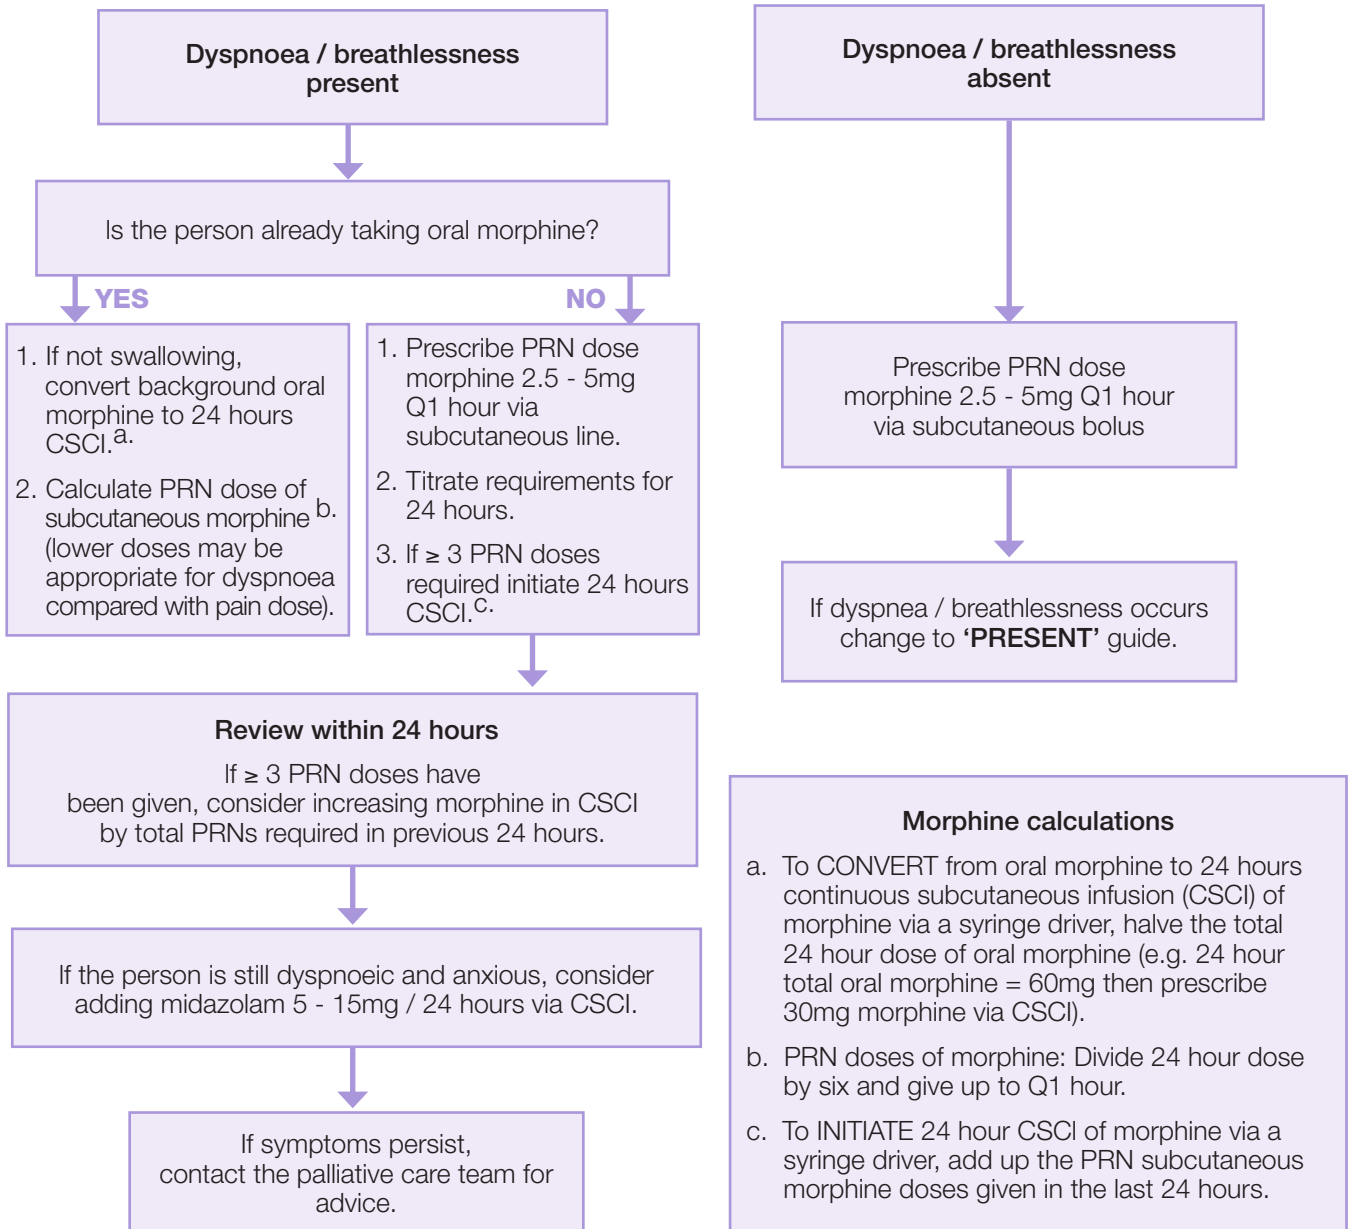 Dyspnoea / breathlessness
present
Is the person already taking oral morphine?
YES
NO
1. If not swallowing,
convert background oral
morphine to 24 hours
CSCI.a.
2. Calculate PRN dose of
subcutaneous morphine b.
(lower doses may be
appropriate for dyspnoea
compared with pain dose).
1. Prescribe PRN dose
morphine 2.5 - 5mg
Q1 hour via
subcutaneous line.
2. Titrate requirements for
24 hours.
3. If ≥ 3 PRN doses
required initiate 24 hours
CSCI.c.
Review within 24 hours
If ≥ 3 PRN doses have
been given, consider increasing morphine in CSCI
by total PRNs required in previous 24 hours.
If the person is still dyspnoeic and anxious, consider
adding midazolam 5 - 15mg / 24 hours via CSCI.
If symptoms persist,
contact the palliative care team for
advice.
Dyspnoea / breathlessness
absent
Prescribe PRN dose
morphine 2.5 - 5mg Q1 hour
via subcutaneous bolus
If dyspnea / breathlessness occurs
change to ‘PRESENT’ guide.
Morphine calculations
a. To CONVERT from oral morphine to 24 hours
continuous subcutaneous infusion (CSCI) of
morphine via a syringe driver, halve the total
24 hour dose of oral morphine (e.g. 24 hour
total oral morphine = 60mg then prescribe
30mg morphine via CSCI).
b. PRN doses of morphine: Divide 24 hour dose
by six and give up to Q1 hour.
c. To INITIATE 24 hour CSCI of morphine via a
syringe driver, add up the PRN subcutaneous
morphine doses given in the last 24 hours.